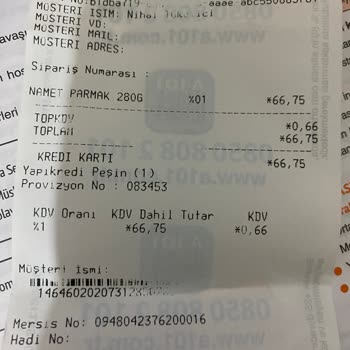 MÜŞTERİ İSİM: Nihal
MÜŞTERİ VD:
MÜŞTERİ MAİL:
MÜŞTERİ ADRES:
Sipariş Numarası :
NAMET PARMAK 280G %01 *66,75
TOPKDV *0,66
TOPLAM *66,75
KREDİ KARTI *66,75
Yapıkredi Peşin (1)
Provizyon No : 083453
KDV Oranı KDV Dahil Tutar KDV
%1 *66,75 *0,66
Müşteri İsmi:
Mersis No: 0948042376200016
Hadi No: